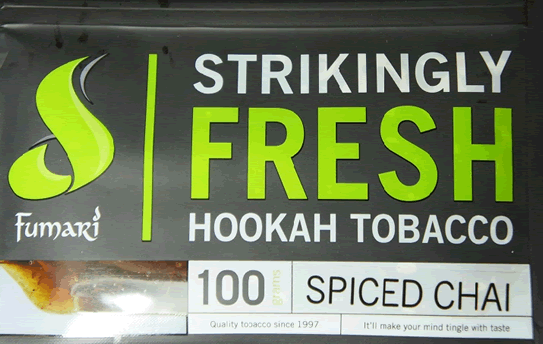 STRIKINGLY
FRESH
HOOKAH TOBACCO
Fumari
100 grams
SPICED CHAI
Quality tobacco since 1997
It'll make your mind tingle with taste